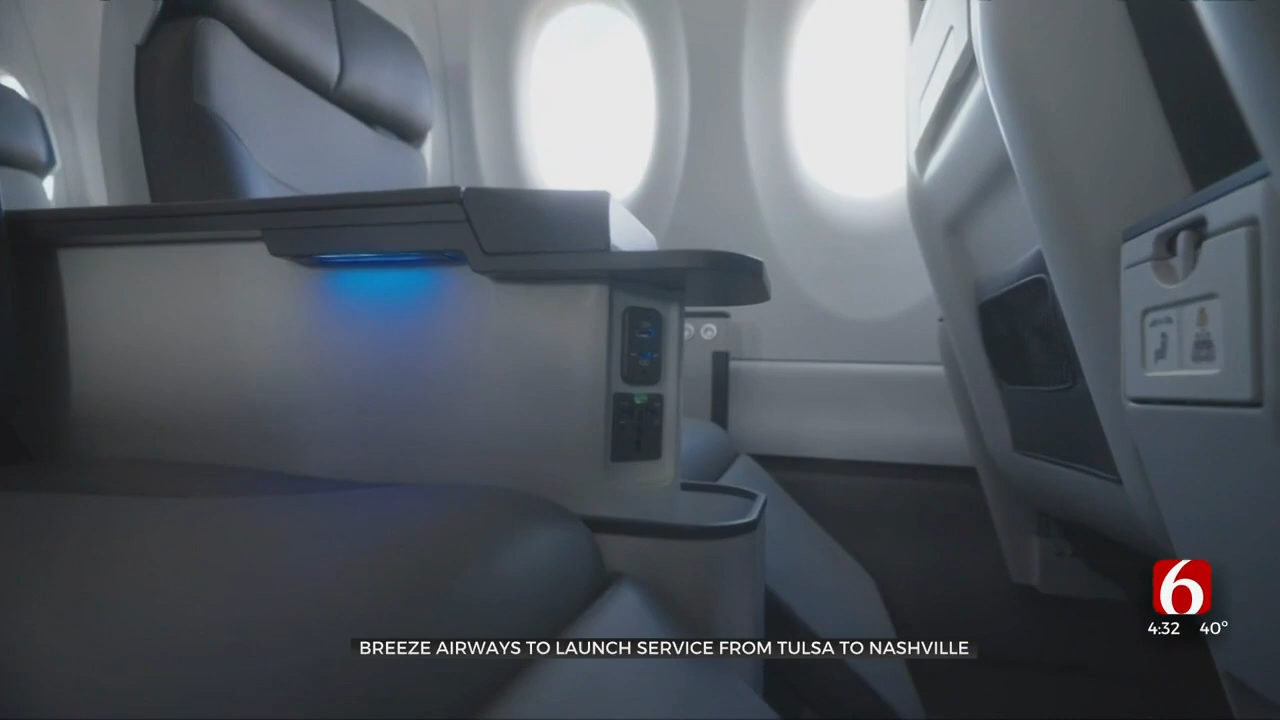 6
4:32 40°
BREEZE AIRWAYS TO LAUNCH SERVICE FROM TULSA TO NASHVILLE